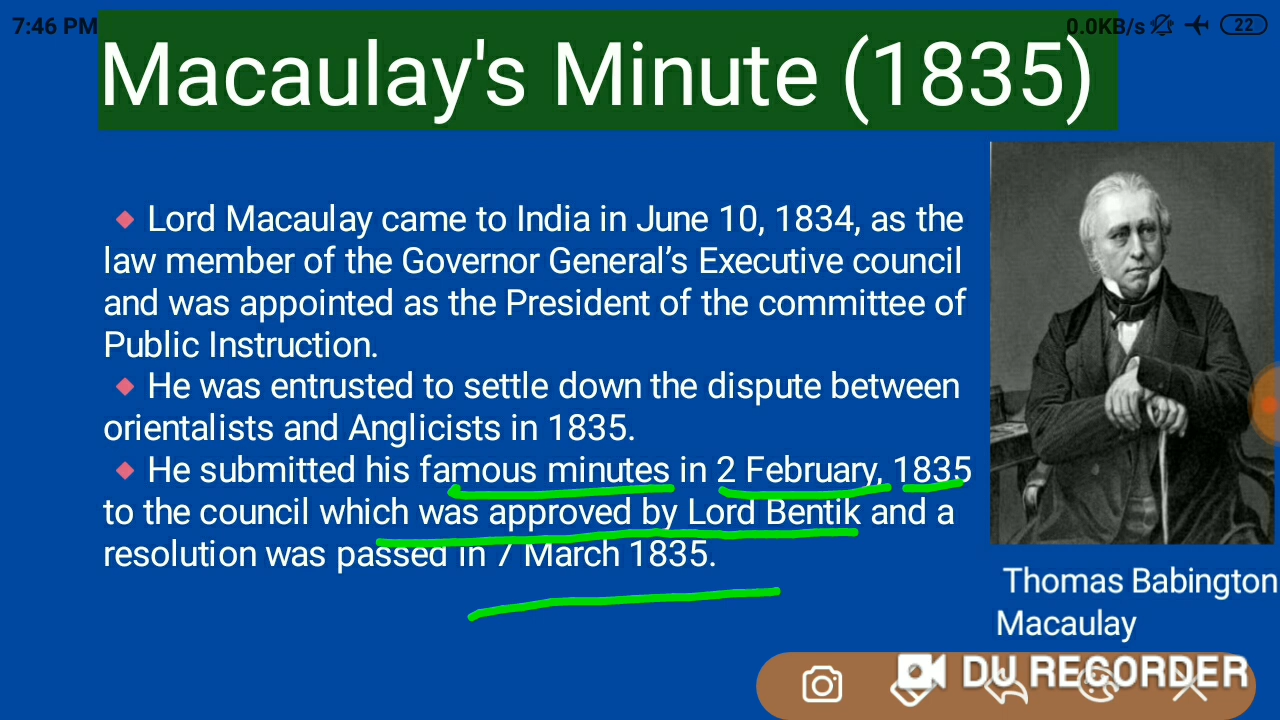 7:46 PM
0.0KB/s
22
Macaulay's Minute (1835)
Lord Macaulay came to India in June 10, 1834, as the
law member of the Governor General’s Executive council
and was appointed as the President of the committee of
Public Instruction.
He was entrusted to settle down the dispute between
orientalists and Anglicists in 1835.
He submitted his famous minutes in 2 February, 1835
to the council which was approved by Lord Bentik and a
resolution was passed in 7 March 1835.
Thomas Babington
Macaulay
DU RECORDER